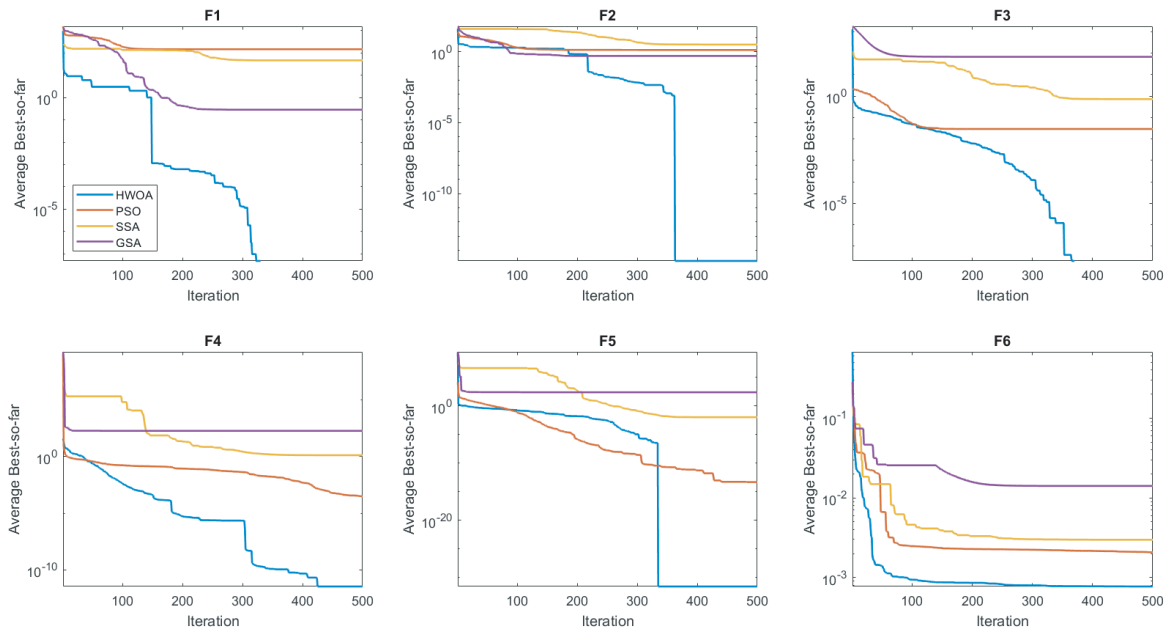 F1
Average Best-so-far
10^0
10^-5
HWOA
PSO
SSA
GSA
100 200 300 400 500
Iteration
F2
Average Best-so-far
10^0
10^-5
10^-10
100 200 300 400 500
Iteration
F3
Average Best-so-far
10^0
10^-5
100 200 300 400 500
Iteration
F4
Average Best-so-far
10^0
10^-10
100 200 300 400 500
Iteration
F5
Average Best-so-far
10^0
10^-20
100 200 300 400 500
Iteration
F6
Average Best-so-far
10^-1
10^-2
10^-3
100 200 300 400 500
Iteration